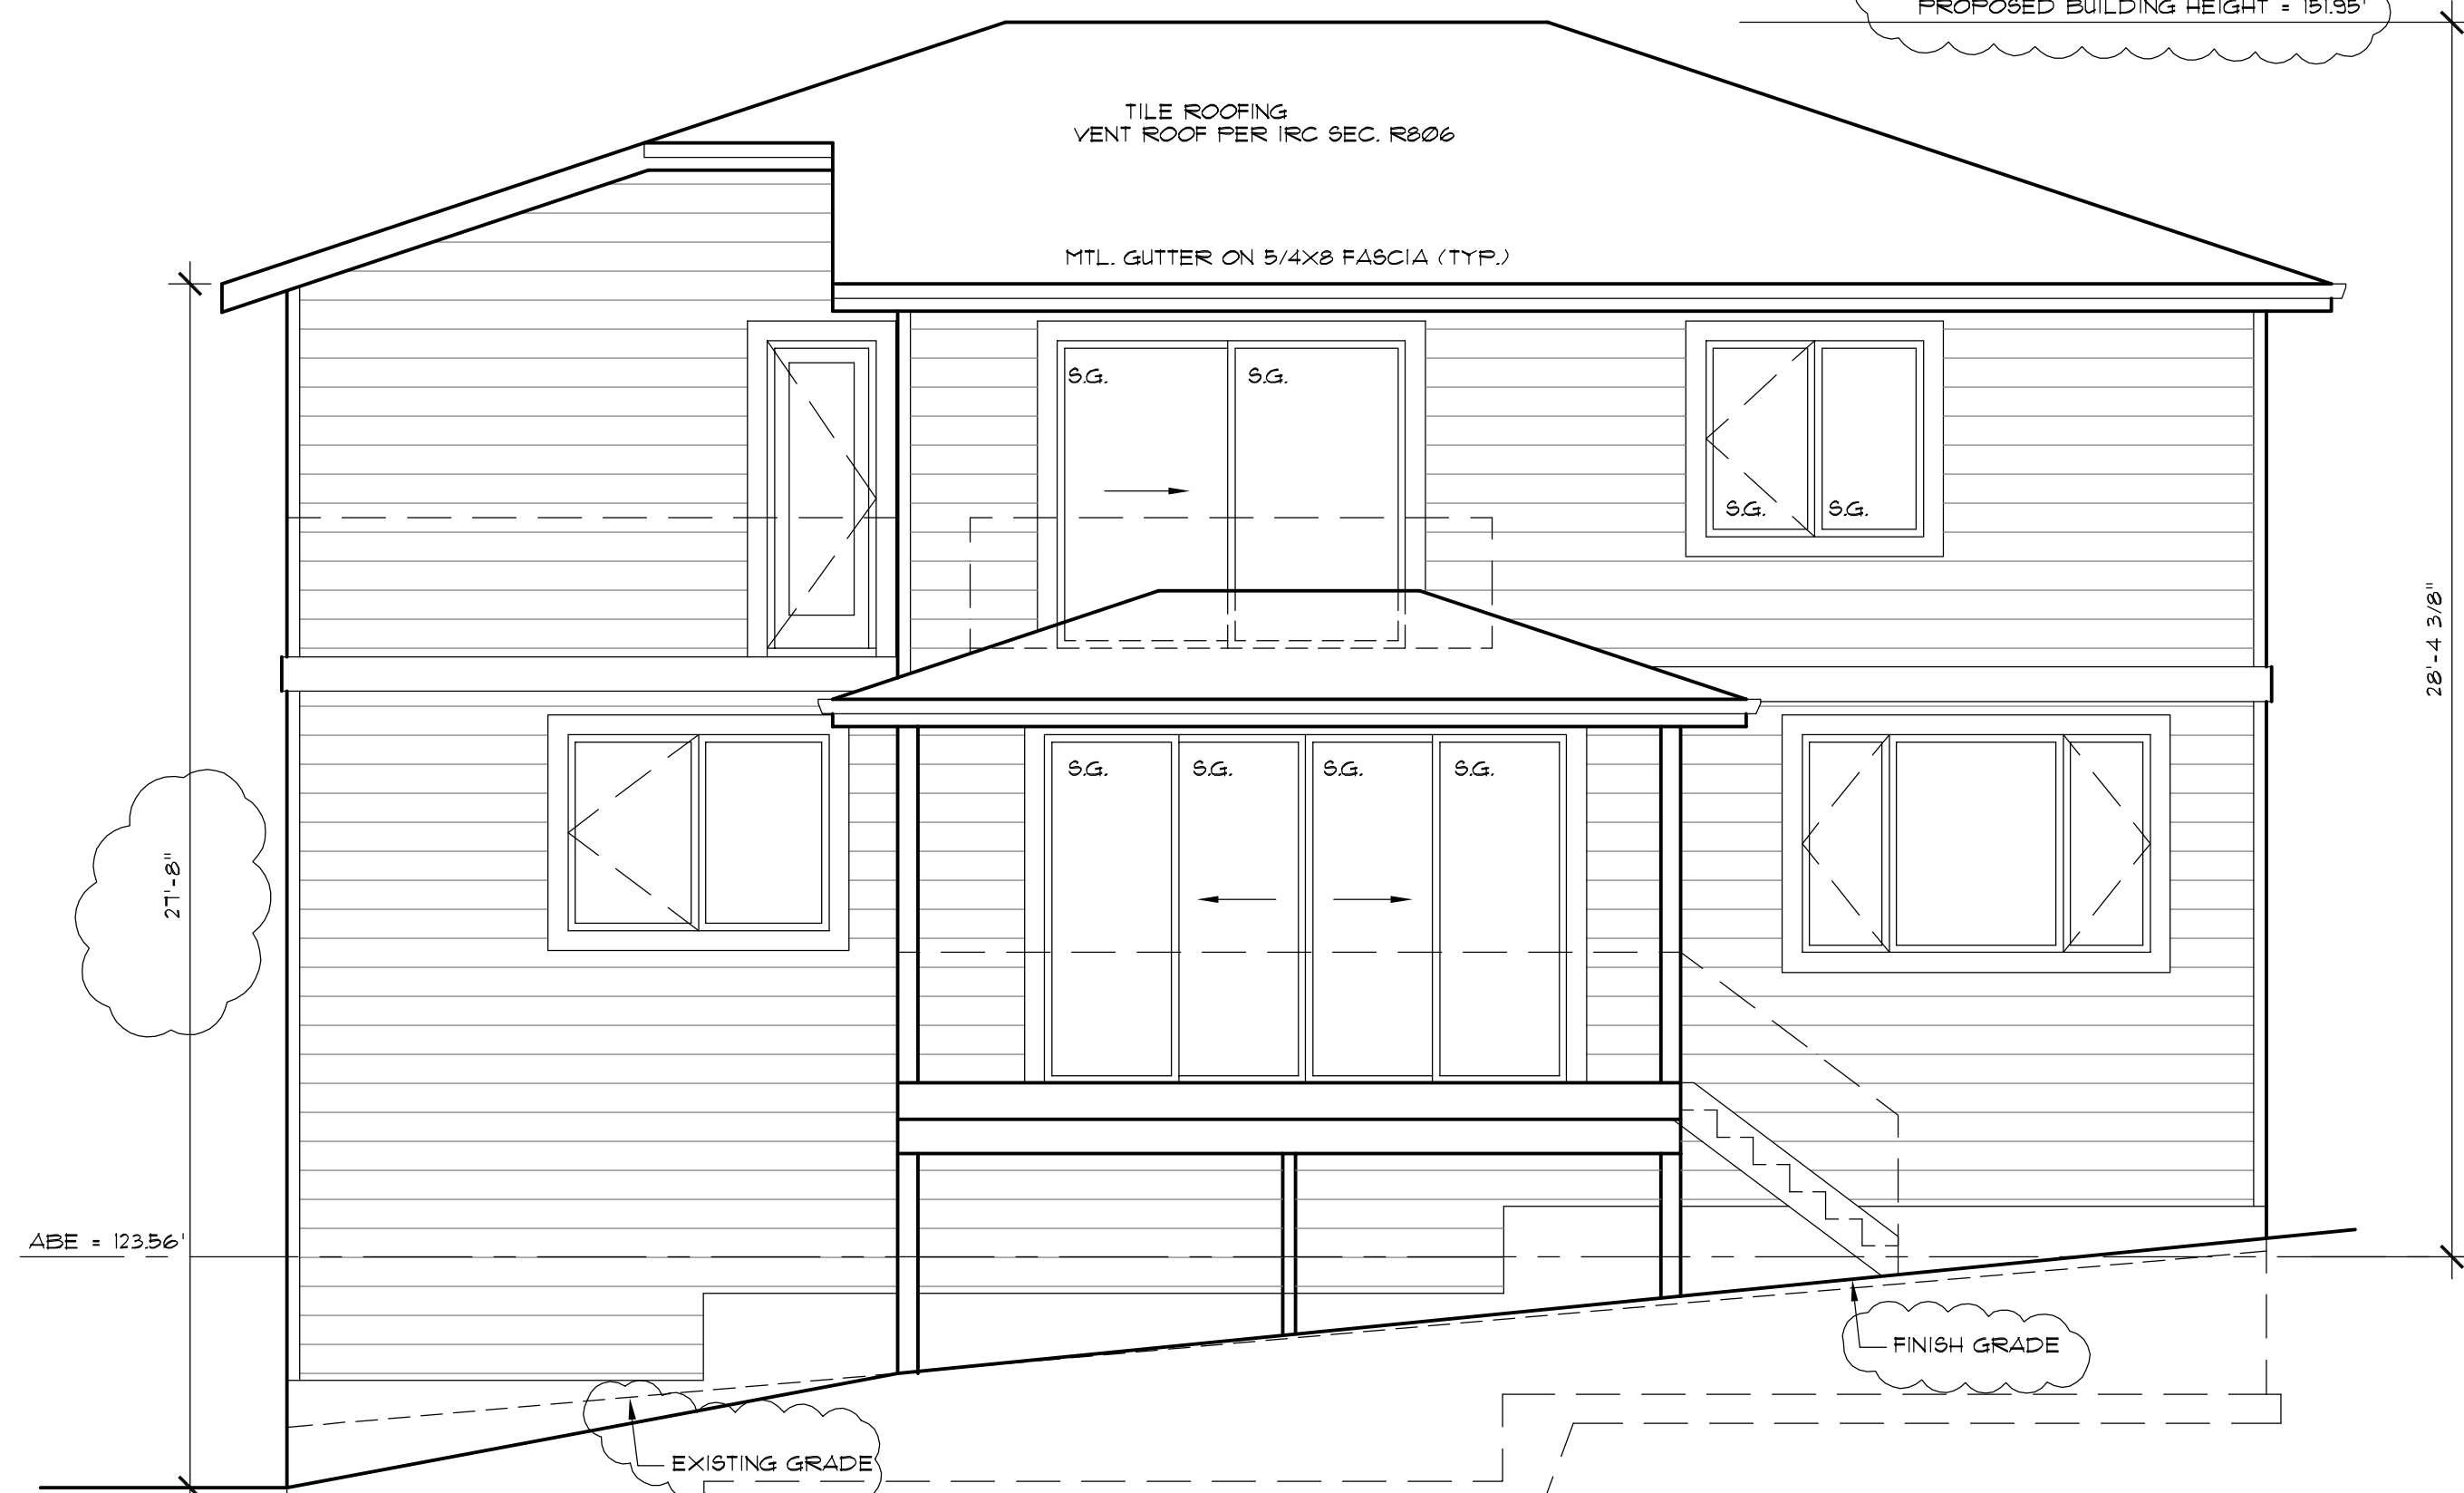 PROPOSED BUILDING HEIGHT = 151.95'
TILE ROOFING
VENT ROOF PER IRC SEC. R806
MTL. GUTTER ON 5/4X8 FASCIA (TYP.)
S.G.
S.G.
S.G.
S.G.
28'-4 3/8"
S.G.
S.G.
S.G.
S.G.
27'-8"
ABE = 123.56'
FINISH GRADE
EXISTING GRADE